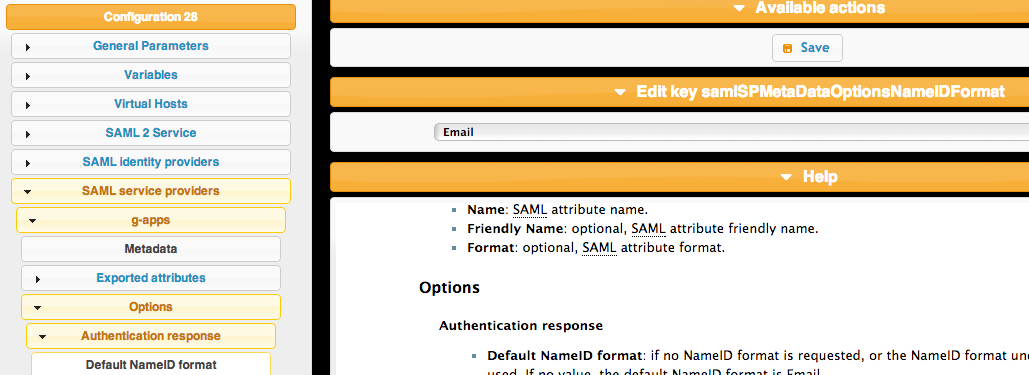 Configuration 28
General Parameters
Variables
Virtual Hosts
SAML 2 Service
SAML identity providers
SAML service providers
g-apps
Metadata
Exported attributes
Options
Authentication response
Default NameID format
Available actions
Save
Edit key samlSPMetaDataOptionsNameIDFormat
Email
Help
Name: SAML attribute name.
Friendly Name: optional, SAML attribute friendly name.
Format: optional, SAML attribute format.
Options
Authentication response
Default NameID format: if no NameID format is requested, or the NameID format
used. If no value, the default NameID format is Email.